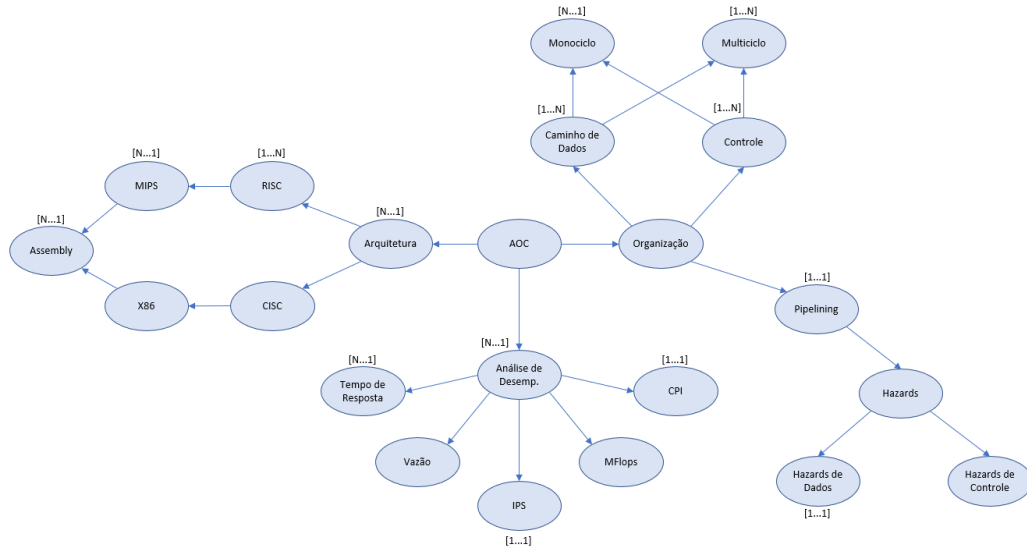 [N...1]
[1...N]
Monociclo
Multiciclo
[1...N]
[1...N]
Caminho de
Dados
Controle
[N...1]
[1...N]
MIPS
RISC
[N...1]
[N...1]
Assembly
Arquitetura
AOC
Organização
X86
CISC
[1...1]
Pipelining
[N...1]
[N...1]
[1...1]
Tempo de
Resposta
Análise de
Desemp.
CPI
Hazards
Vazão
MFlops
IPS
[1...1]
Hazards de
Dados
[1...1]
Hazards de
Controle